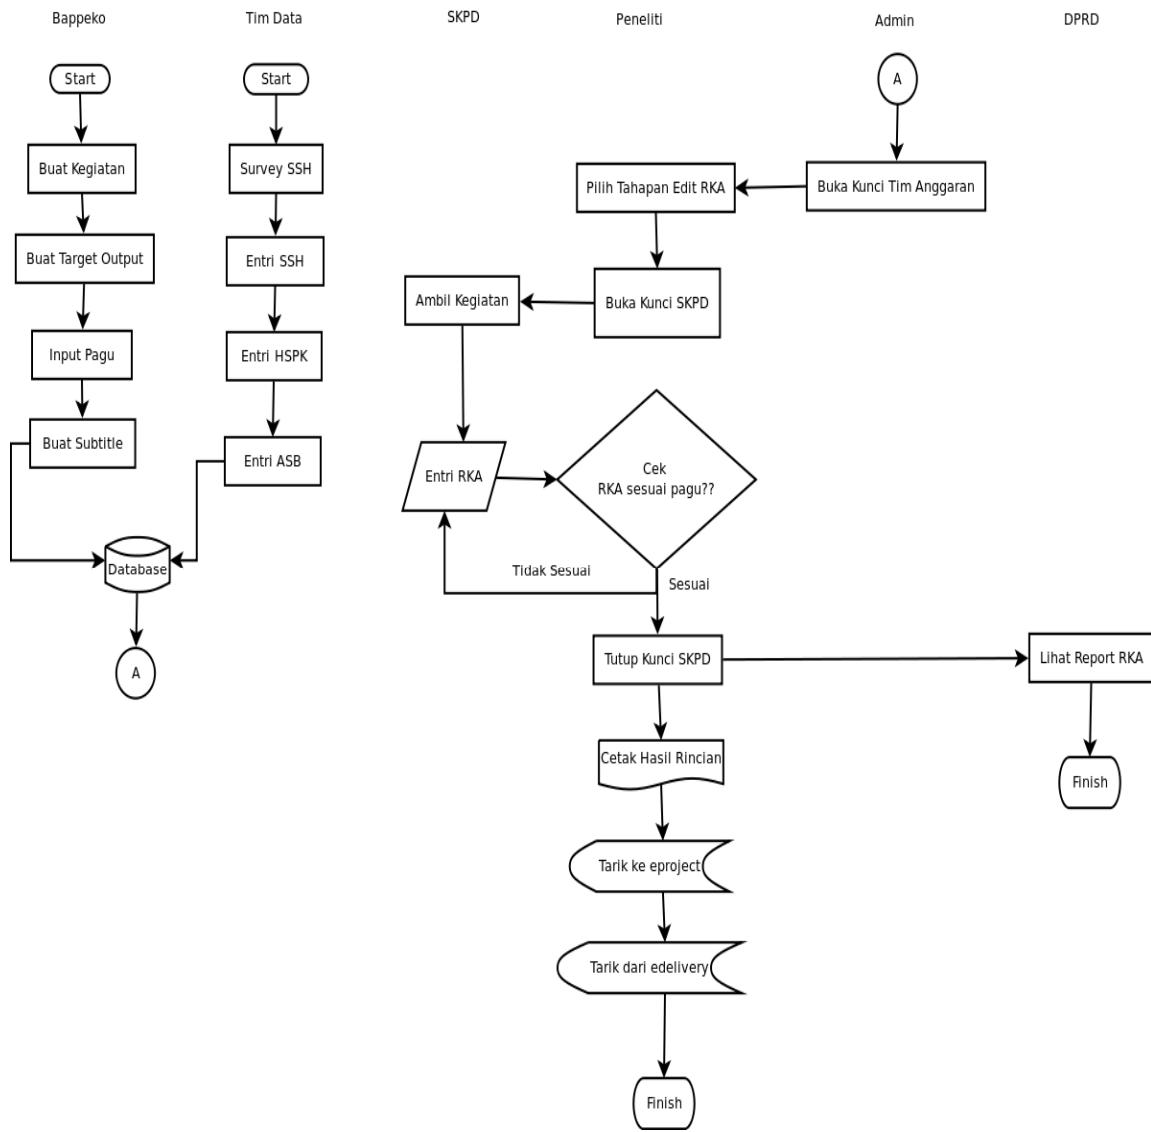 Bappeko
Tim Data
SKPD
Peneliti
Admin
DPRD
Start
Start
A
Buat Kegiatan
Survey SSH
Pilih Tahapan Edit RKA
Buka Kunci Tim Anggaran
Buat Target Output
Entri SSH
Ambil Kegiatan
Buka Kunci SKPD
Input Pagu
Entri HSPK
Buat Subtitle
Entri ASB
Entri RKA
Cek
RKA sesuai pagu??
Database
Tidak Sesuai
Sesuai
A
Tutup Kunci SKPD
Lihat Report RKA
Cetak Hasil Rincian
Finish
Tarik ke eproject
Tarik dari edelivery
Finish